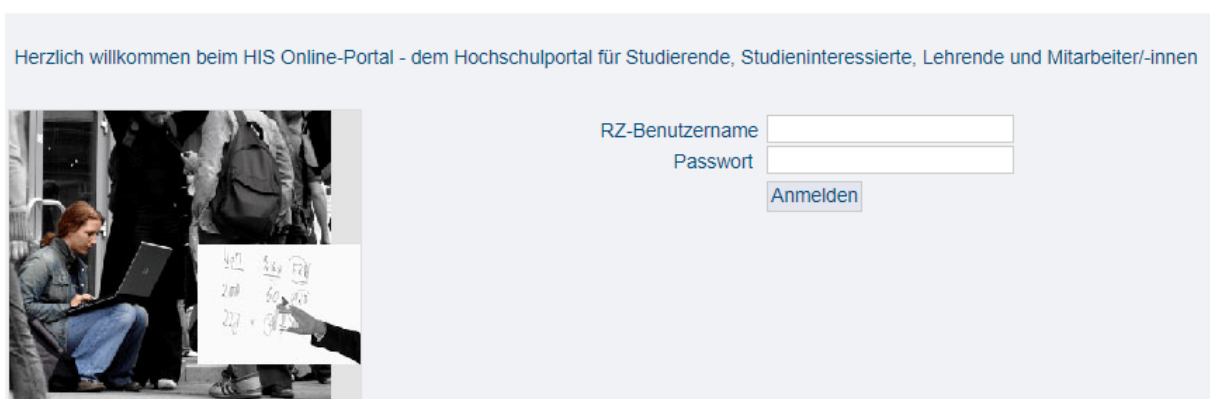 Herzlich willkommen beim HIS Online-Portal - dem Hochschulportal für Studierende, Studieninteressierte, Lehrende und Mitarbeiter/-innen
RZ-Benutzername
Passwort
Anmelden